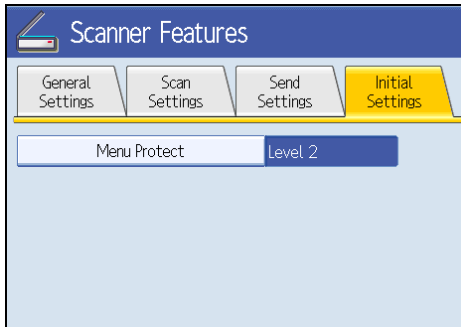 Scanner Features
General Settings
Scan Settings
Send Settings
Initial Settings
Menu Protect
Level 2